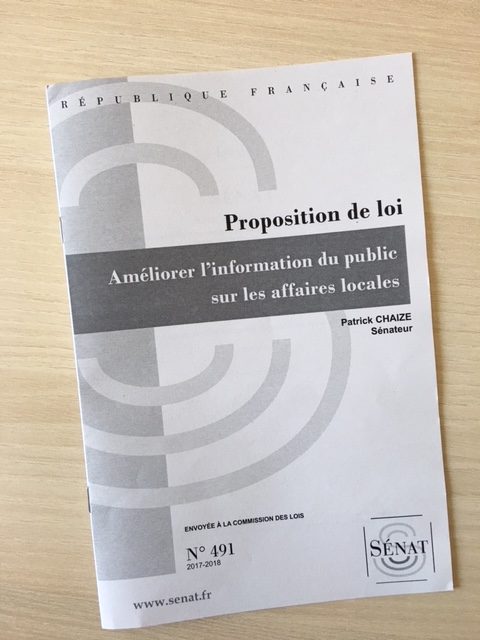 RÉPUBLIQUE FRANÇAISE
Proposition de loi
Améliorer l'information du public
sur les affaires locales
Patrick CHAIZE
Sénateur
ENVOYÉE À LA COMMISSION DES LOIS
N° 491
2017-2018
SÉNAT
www.senat.fr